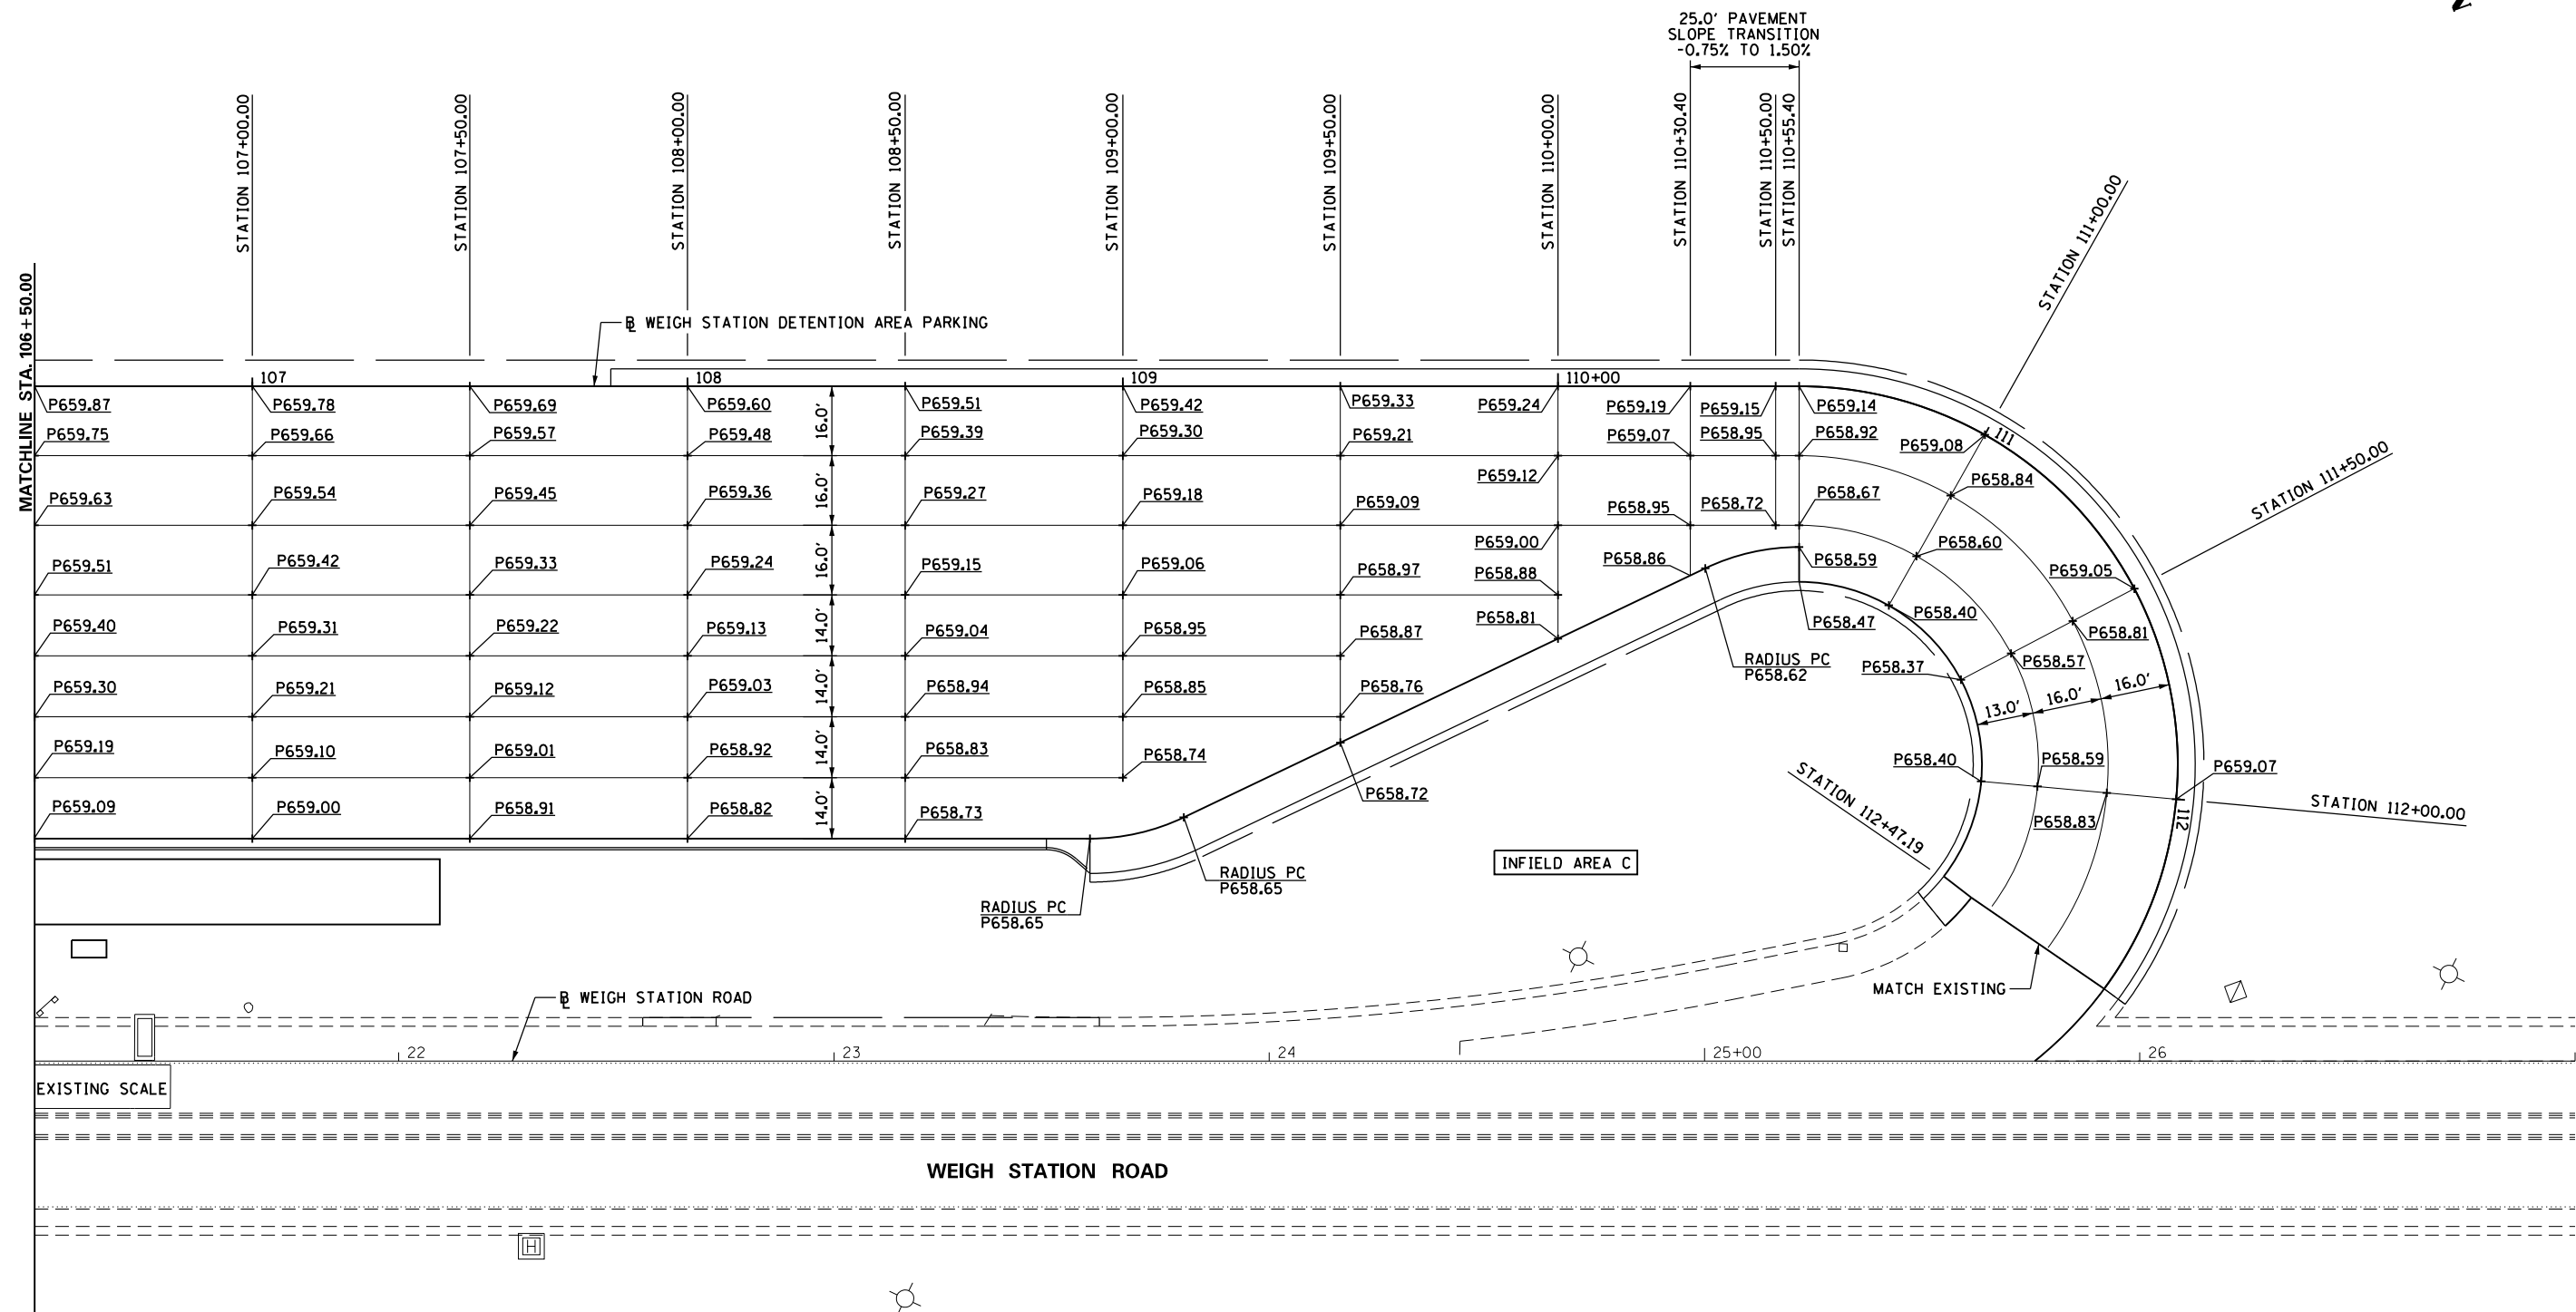 25.0' PAVEMENT
SLOPE TRANSITION
-0.75% TO 1.50%
MATCHLINE STA. 106+50.00
STATION 107+00.00
STATION 107+50.00
STATION 108+00.00
STATION 108+50.00
STATION 109+00.00
STATION 109+50.00
STATION 110+00.00
STATION 110+30.40
STATION 110+50.00
STATION 110+55.40
STATION 111+00.00
STATION 111+50.00
STATION 112+00.00
STATION 112+47.19
BL WEIGH STATION DETENTION AREA PARKING
107
108
109
110+00
111
112
P659.87
P659.78
P659.69
P659.60
P659.51
P659.42
P659.33
P659.24
P659.19
P659.15
P659.14
P659.75
P659.66
P659.57
P659.48
P659.39
P659.30
P659.21
P659.12
P659.07
P658.95
P658.92
P659.08
P659.63
P659.54
P659.45
P659.36
P659.27
P659.18
P659.09
P659.00
P658.95
P658.72
P658.67
P658.84
P659.51
P659.42
P659.33
P659.24
P659.15
P659.06
P658.97
P658.88
P658.86
P658.59
P658.60
P659.05
P659.40
P659.31
P659.22
P659.13
P659.04
P658.95
P658.87
P658.81
P658.47
P658.40
P658.81
P659.30
P659.21
P659.12
P659.03
P658.94
P658.85
P658.76
RADIUS PC
P658.62
P658.37
P658.57
P659.19
P659.10
P659.01
P658.92
P658.83
P658.74
P658.72
P658.40
P658.59
P659.07
P659.09
P659.00
P658.91
P658.82
P658.73
P658.83
16.0'
16.0'
16.0'
14.0'
14.0'
14.0'
14.0'
13.0'
16.0'
16.0'
RADIUS PC
P658.65
RADIUS PC
P658.65
INFIELD AREA C
MATCH EXISTING
BL WEIGH STATION ROAD
22
23
24
25+00
26
EXISTING SCALE
WEIGH STATION ROAD
H